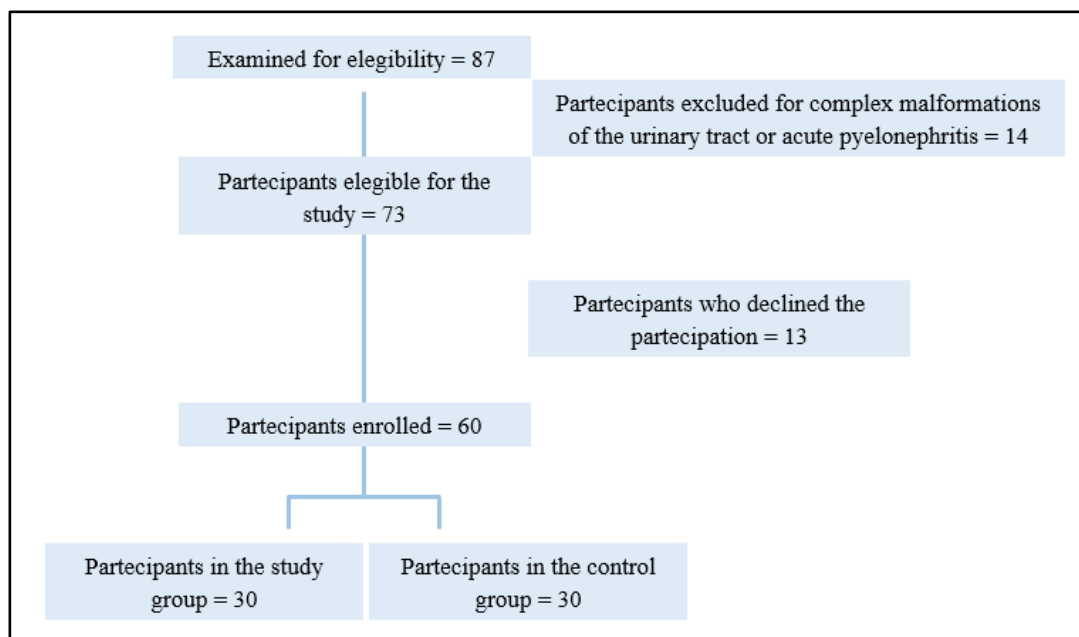 Examined for elegibility = 87
Partecipants excluded for complex malformations
of the urinary tract or acute pyelonephritis = 14
Partecipants elegible for the
study = 73
Partecipants who declined the
partecipation = 13
Partecipants enrolled = 60
Partecipants in the study
group = 30
Partecipants in the control
group = 30